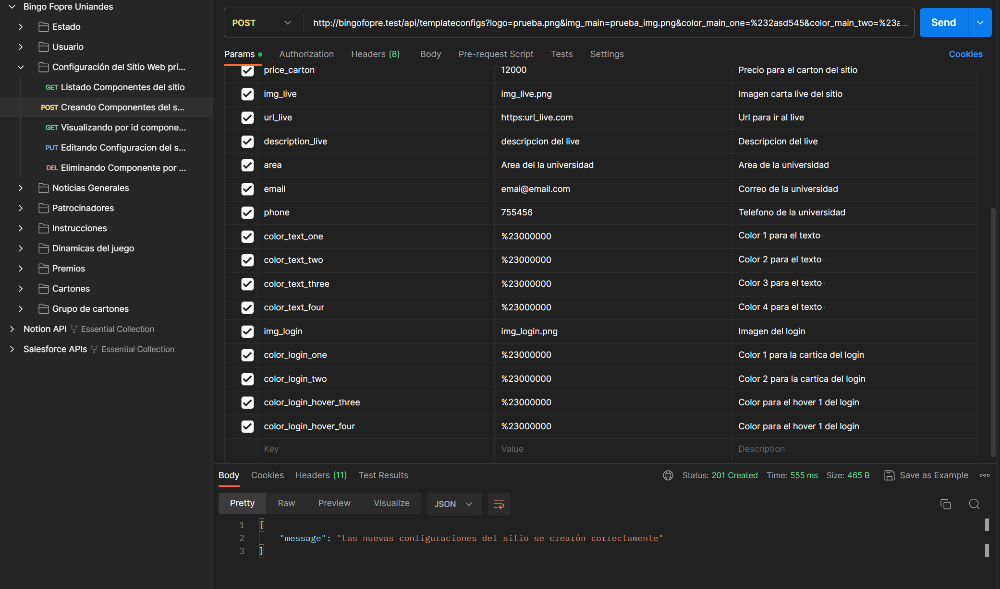 Bingo Fopre Uniandes
Estado
Usuario
Configuración del Sitio Web pri...
GET Listado Componentes del sitio
POST Creando Componentes del s...
GET Visualizando por id compone...
PUT Editando Configuracion del s...
DEL Eliminando Componente por ...
Noticias Generales
Patrocinadores
Instrucciones
Dinamicas del juego
Premios
Cartones
Grupo de cartones
Notion API Essential Collection
Salesforce APIs Essential Collection
POST http://bingofopre.test/api/templateconfigs?logo=prueba.png&img_main=prueba_img.png&color_main_one=%232asd545&color_main_two=%23a... Send
Params Authorization Headers (8) Body Pre-request Script Tests Settings Cookies
price_carton 12000 Precio para el carton del sitio
img_live img_live.png Imagen carta live del sitio
url_live https:url_live.com Url para ir al live
description_live descripcion del live Descripcion del live
area Area del la universidad Area de la universidad
email emai@email.com Correo de la universidad
phone 755456 Telefono de la universidad
color_text_one %23000000 Color 1 para el texto
color_text_two %23000000 Color 2 para el texto
color_text_three %23000000 Color 3 para el texto
color_text_four %23000000 Color 4 para el texto
img_login img_login.png Imagen del login
color_login_one %23000000 Color 1 para la cartica del login
color_login_two %23000000 Color 2 para la cartica del login
color_login_hover_three %23000000 Color para el hover 1 del login
color_login_hover_four %23000000 Color para el hover 1 del login
Key Value Description
Body Cookies Headers (11) Test Results Status: 201 Created Time: 555 ms Size: 465 B Save as Example
Pretty Raw Preview Visualize JSON
1 {
2 "message": "Las nuevas configuraciones del sitio se crearón correctamente"
3 }